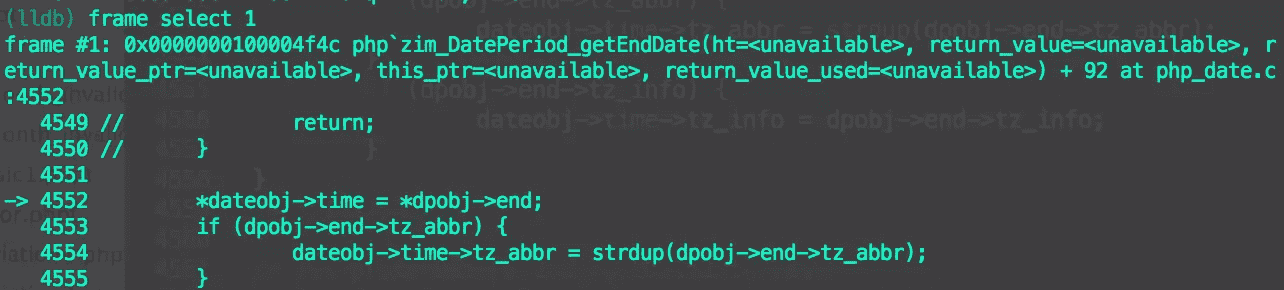 (lldb) frame select 1
frame #1: 0x0000000100004f4c php`zim_DatePeriod_getEndDate(ht=<unavailable>, return_value=<unavailable>, r
eturn_value_ptr=<unavailable>, this_ptr=<unavailable>, return_value_used=<unavailable>) + 92 at php_date.c
:4552
   4549 //              return;
   4550 //      }
   4551
-> 4552        *dateobj->time = *dpobj->end;
   4553        if (dpobj->end->tz_abbr) {
   4554                dateobj->time->tz_abbr = strdup(dpobj->end->tz_abbr);
   4555        }